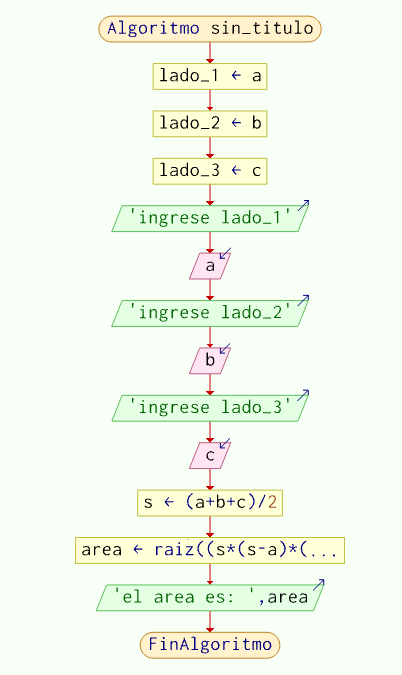 Algoritmo sin_titulo
lado_1 ← a
lado_2 ← b
lado_3 ← c
'ingrese lado_1'
a
'ingrese lado_2'
b
'ingrese lado_3'
c
s ← (a+b+c)/2
area ← raiz((s*(s-a)*(...
'el area es: ',area
FinAlgoritmo